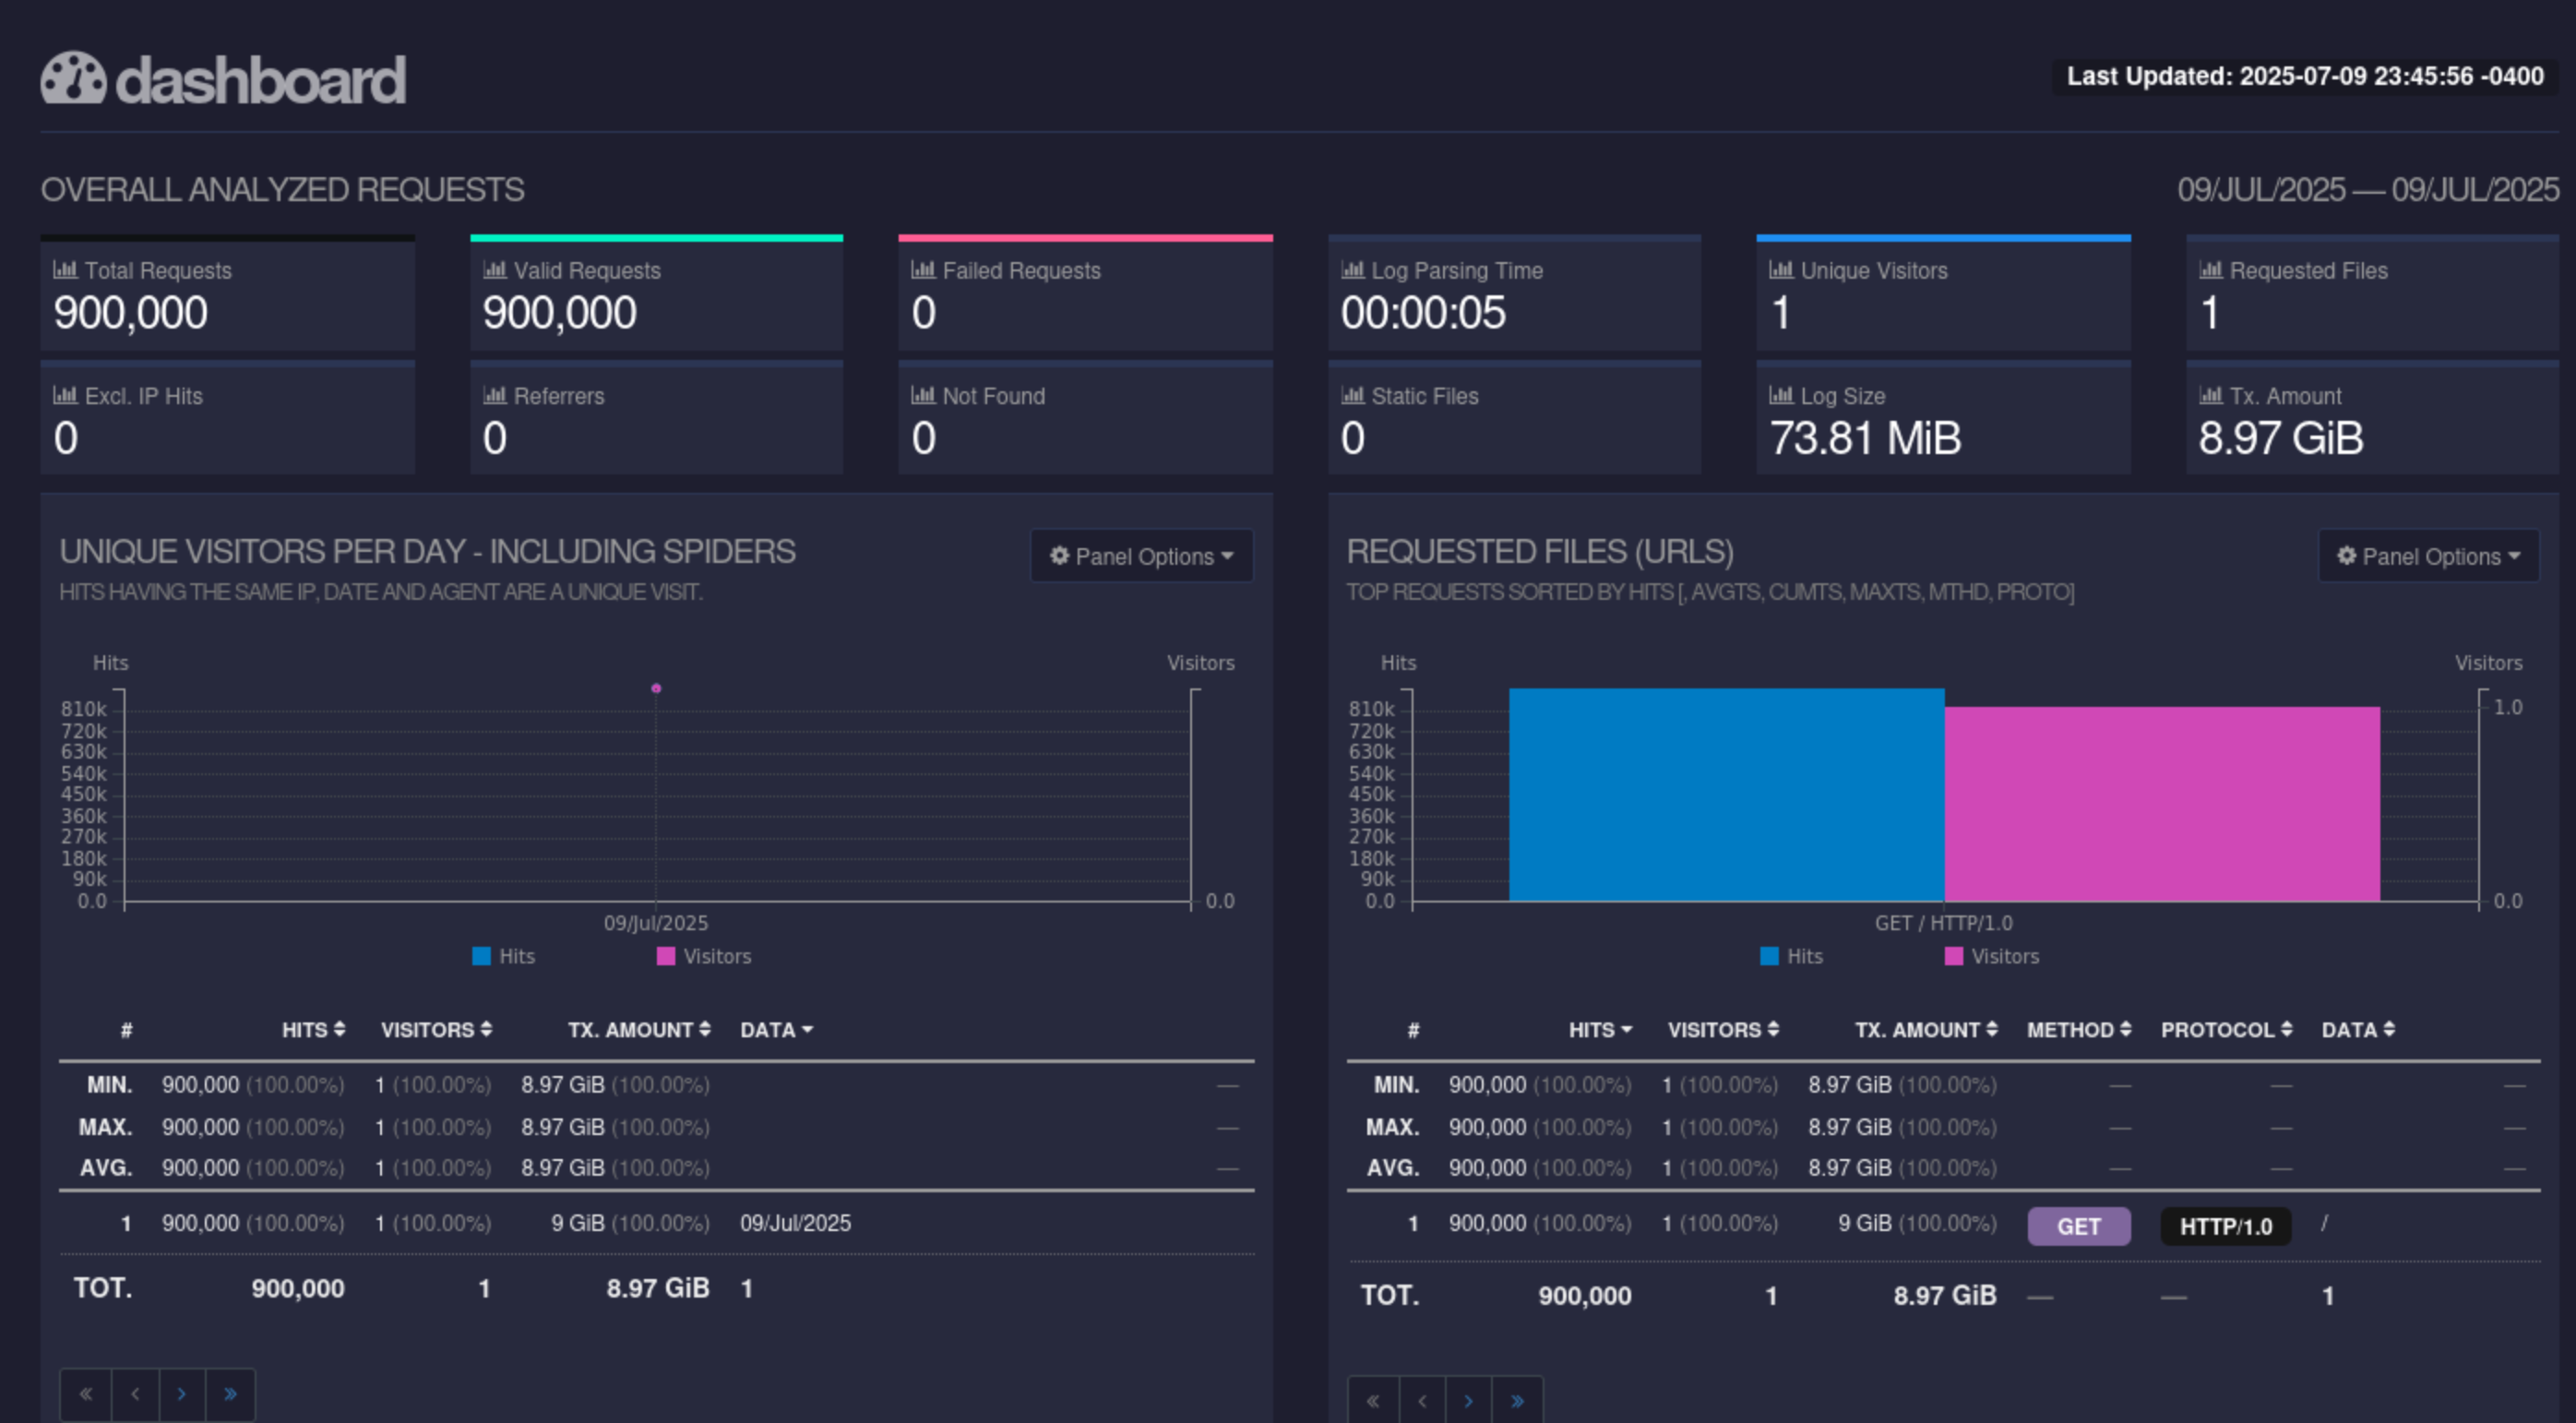 dashboard
Last Updated: 2025-07-09 23:45:56 -0400
OVERALL ANALYZED REQUESTS
09/JUL/2025 — 09/JUL/2025
Total Requests
900,000
Valid Requests
900,000
Failed Requests
0
Log Parsing Time
00:00:05
Unique Visitors
1
Requested Files
1
Excl. IP Hits
0
Referrers
0
Not Found
0
Static Files
0
Log Size
73.81 MiB
Tx. Amount
8.97 GiB
UNIQUE VISITORS PER DAY - INCLUDING SPIDERS
Panel Options
HITS HAVING THE SAME IP, DATE AND AGENT ARE A UNIQUE VISIT.
Hits
Visitors
810k
720k
630k
540k
450k
360k
270k
180k
90k
0.0
0.0
09/Jul/2025
Hits
Visitors
# HITS VISITORS TX. AMOUNT DATA
MIN. 900,000 (100.00%) 1 (100.00%) 8.97 GiB (100.00%) —
MAX. 900,000 (100.00%) 1 (100.00%) 8.97 GiB (100.00%) —
AVG. 900,000 (100.00%) 1 (100.00%) 8.97 GiB (100.00%) —
1 900,000 (100.00%) 1 (100.00%) 9 GiB (100.00%) 09/Jul/2025
TOT. 900,000 1 8.97 GiB 1
« ‹ › »
REQUESTED FILES (URLS)
Panel Options
TOP REQUESTS SORTED BY HITS [, AVGTS, CUMTS, MAXTS, MTHD, PROTO]
Hits
Visitors
810k
720k
630k
540k
450k
360k
270k
180k
90k
0.0
1.0
0.0
GET / HTTP/1.0
Hits
Visitors
# HITS VISITORS TX. AMOUNT METHOD PROTOCOL DATA
MIN. 900,000 (100.00%) 1 (100.00%) 8.97 GiB (100.00%) — — —
MAX. 900,000 (100.00%) 1 (100.00%) 8.97 GiB (100.00%) — — —
AVG. 900,000 (100.00%) 1 (100.00%) 8.97 GiB (100.00%) — — —
1 900,000 (100.00%) 1 (100.00%) 9 GiB (100.00%) GET HTTP/1.0 /
TOT. 900,000 1 8.97 GiB — — 1
« ‹ › »